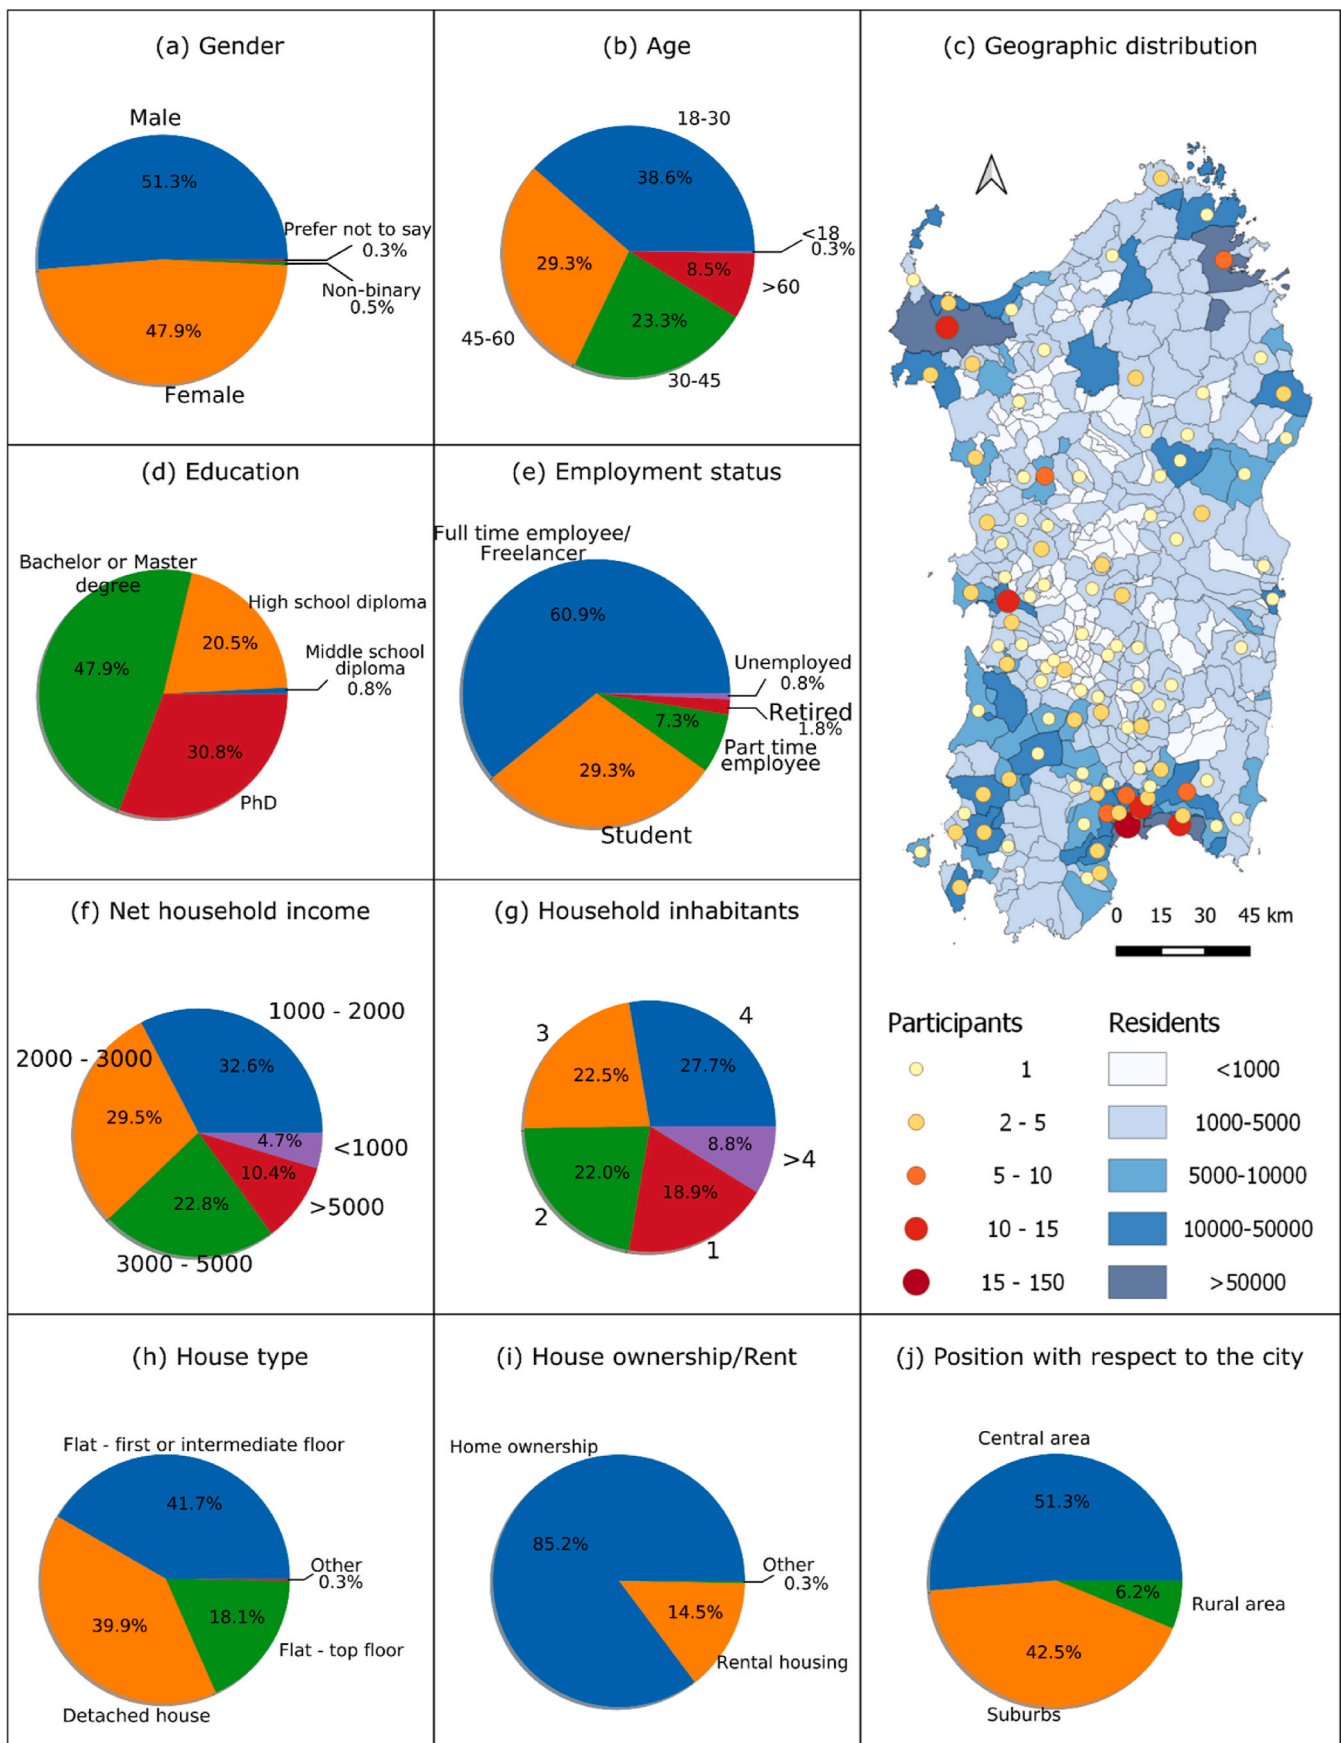 (a) Gender
Male
51.3%
Prefer not to say
0.3%
Non-binary
0.5%
47.9%
Female
(b) Age
18-30
38.6%
<18
0.3%
29.3%
8.5%
>60
23.3%
45-60
30-45
(c) Geographic distribution
0 15 30 45 km
Participants Residents
1 <1000
2 - 5 1000-5000
5 - 10 5000-10000
10 - 15 10000-50000
15 - 150 >50000
(d) Education
Bachelor or Master
degree
High school diploma
20.5%
Middle school
diploma
0.8%
47.9%
30.8%
PhD
(e) Employment status
Full time employee/
Freelancer
60.9%
Unemployed
0.8%
Retired
1.8%
7.3%
Part time
employee
29.3%
Student
(f) Net household income
1000 - 2000
2000 - 3000
32.6%
29.5%
4.7%
<1000
10.4%
>5000
22.8%
3000 - 5000
(g) Household inhabitants
4
3
27.7%
22.5%
8.8%
>4
22.0%
18.9%
2
1
(h) House type
Flat - first or intermediate floor
41.7%
Other
0.3%
39.9%
18.1%
Flat - top floor
Detached house
(i) House ownership/Rent
Home ownership
85.2%
Other
0.3%
14.5%
Rental housing
(j) Position with respect to the city
Central area
51.3%
6.2%
Rural area
42.5%
Suburbs